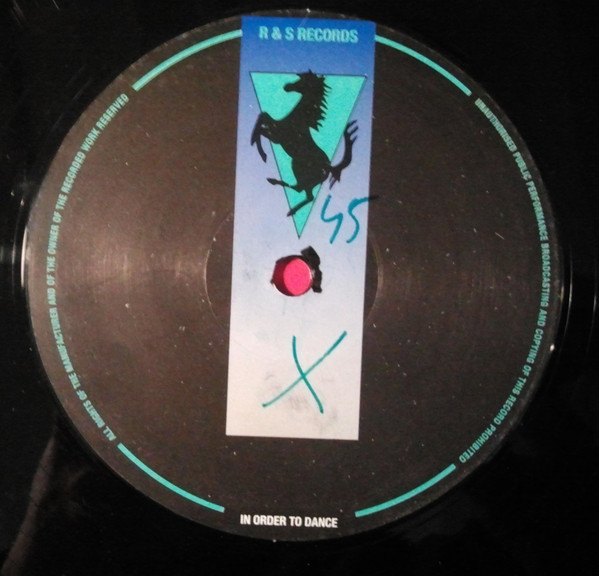 R & S RECORDS
45
X
IN ORDER TO DANCE
ALL RIGHTS OF THE MANUFACTURER AND OF THE OWNER OF THE RECORDED WORK RESERVED
UNAUTHORISED PUBLIC PERFORMANCE BROADCASTING AND COPYING OF THIS RECORD PROHIBITED